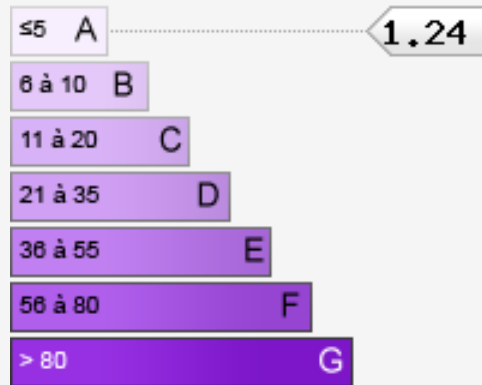 ≤5 A 1.24
6 à 10 B
11 à 20 C
21 à 35 D
36 à 55 E
56 à 80 F
> 80 G